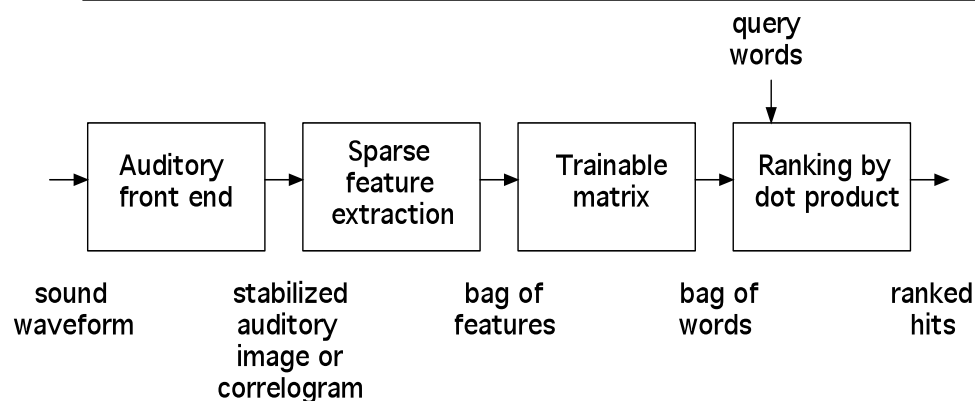 query
words
Auditory
front end
Sparse
feature
extraction
Trainable
matrix
Ranking by
dot product
sound
waveform
stabilized
auditory
image or
correlogram
bag of
features
bag of
words
ranked
hits